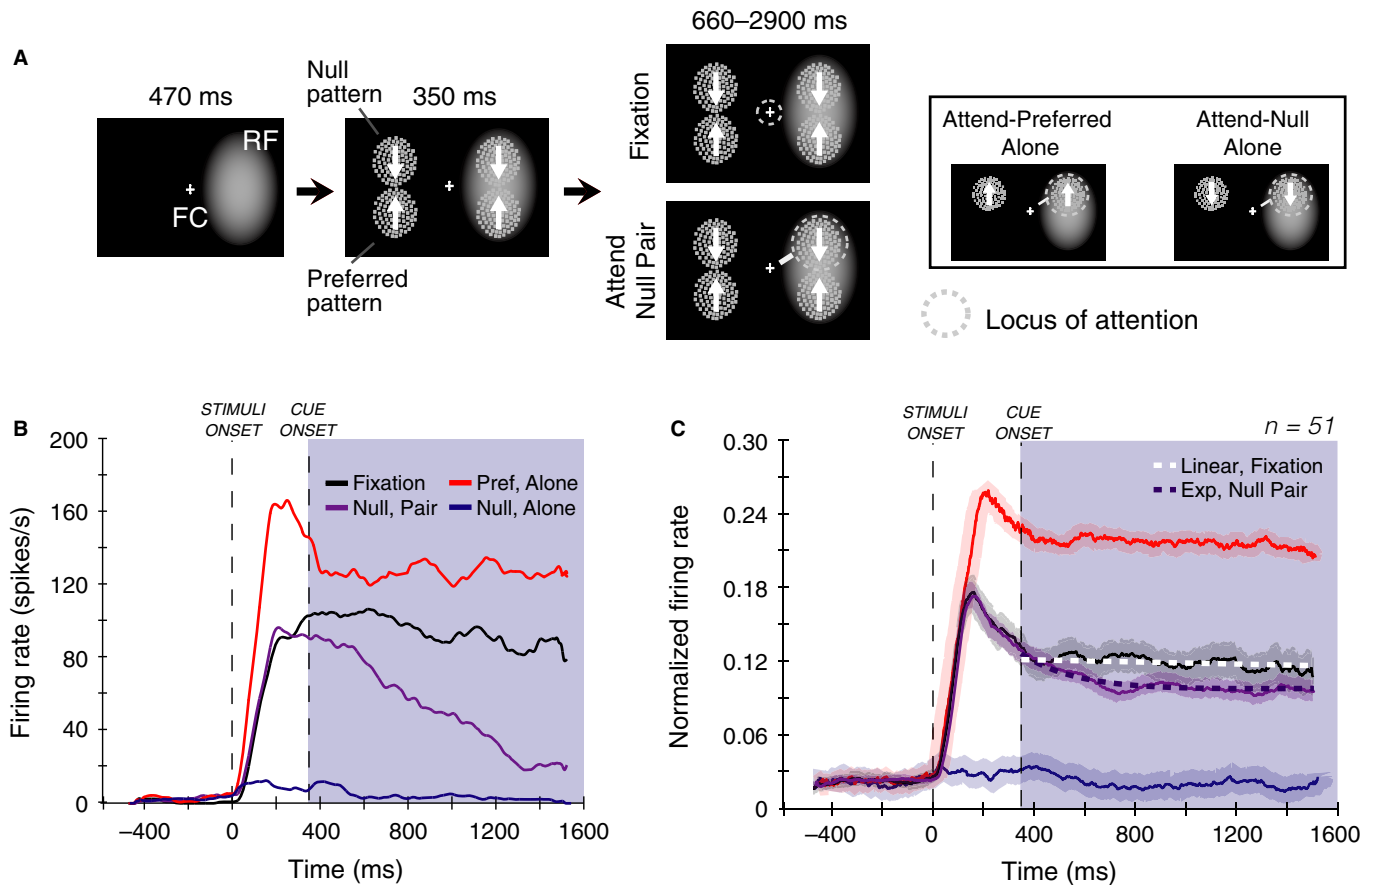 A
470 ms
RF
FC
Null
pattern
350 ms
Preferred
pattern
660–2900 ms
Fixation
Attend
Null Pair
Attend-Preferred
Alone
Attend-Null
Alone
Locus of attention
B
STIMULI
ONSET
CUE
ONSET
200
160
120
80
40
0
Firing rate (spikes/s)
Fixation
Pref, Alone
Null, Pair
Null, Alone
–400
0
400
800
1200
1600
Time (ms)
C
STIMULI
ONSET
CUE
ONSET
n = 51
0.30
0.24
0.18
0.12
0.06
0
Normalized firing rate
Linear, Fixation
Exp, Null Pair
–400
0
400
800
1200
1600
Time (ms)